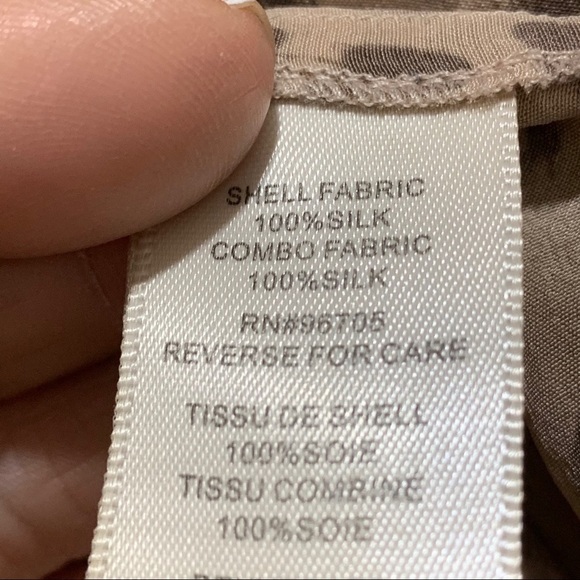 SHELL FABRIC
100%SILK
COMBO FABRIC
100%SILK
RN#96705
REVERSE FOR CARE
TISSU DE SHELL
100%SOIE
TISSU COMBINE
100%SOIE